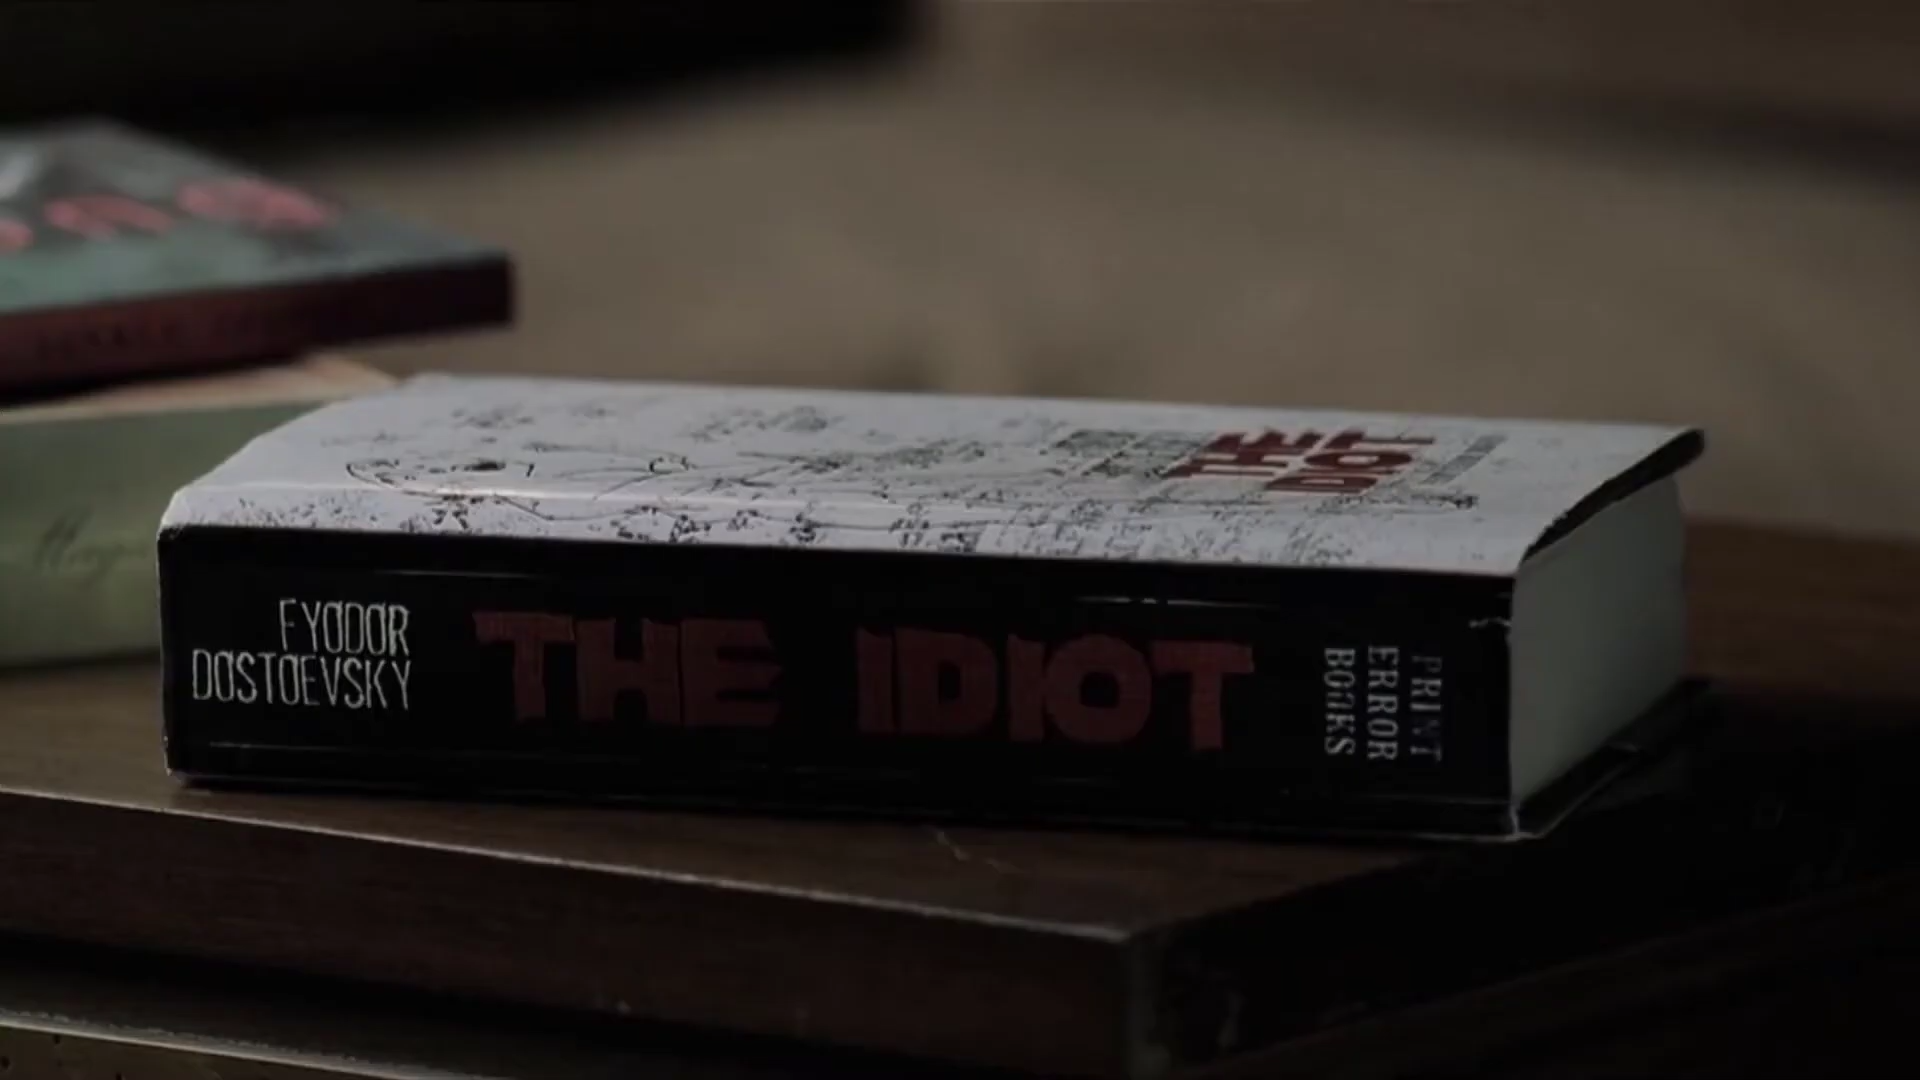 THE
IDIOT
FYODOR
DOSTOEVSKY
THE IDIOT
PRINT
ERROR
BOOKS